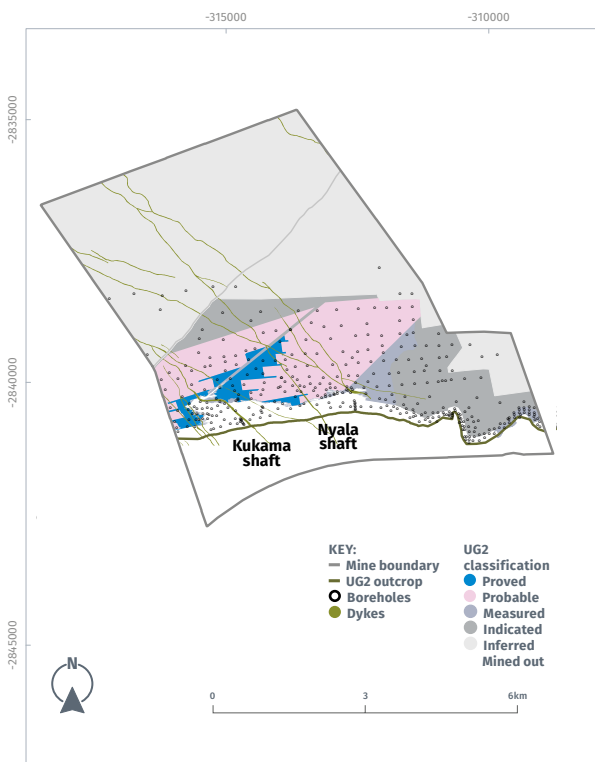 -315000
-310000
-2835000
-2840000
-2845000
Kukama
shaft
Nyala
shaft
KEY:
Mine boundary
UG2 outcrop
Boreholes
Dykes
UG2
classification
Proved
Probable
Measured
Indicated
Inferred
Mined out
N
0
3
6km